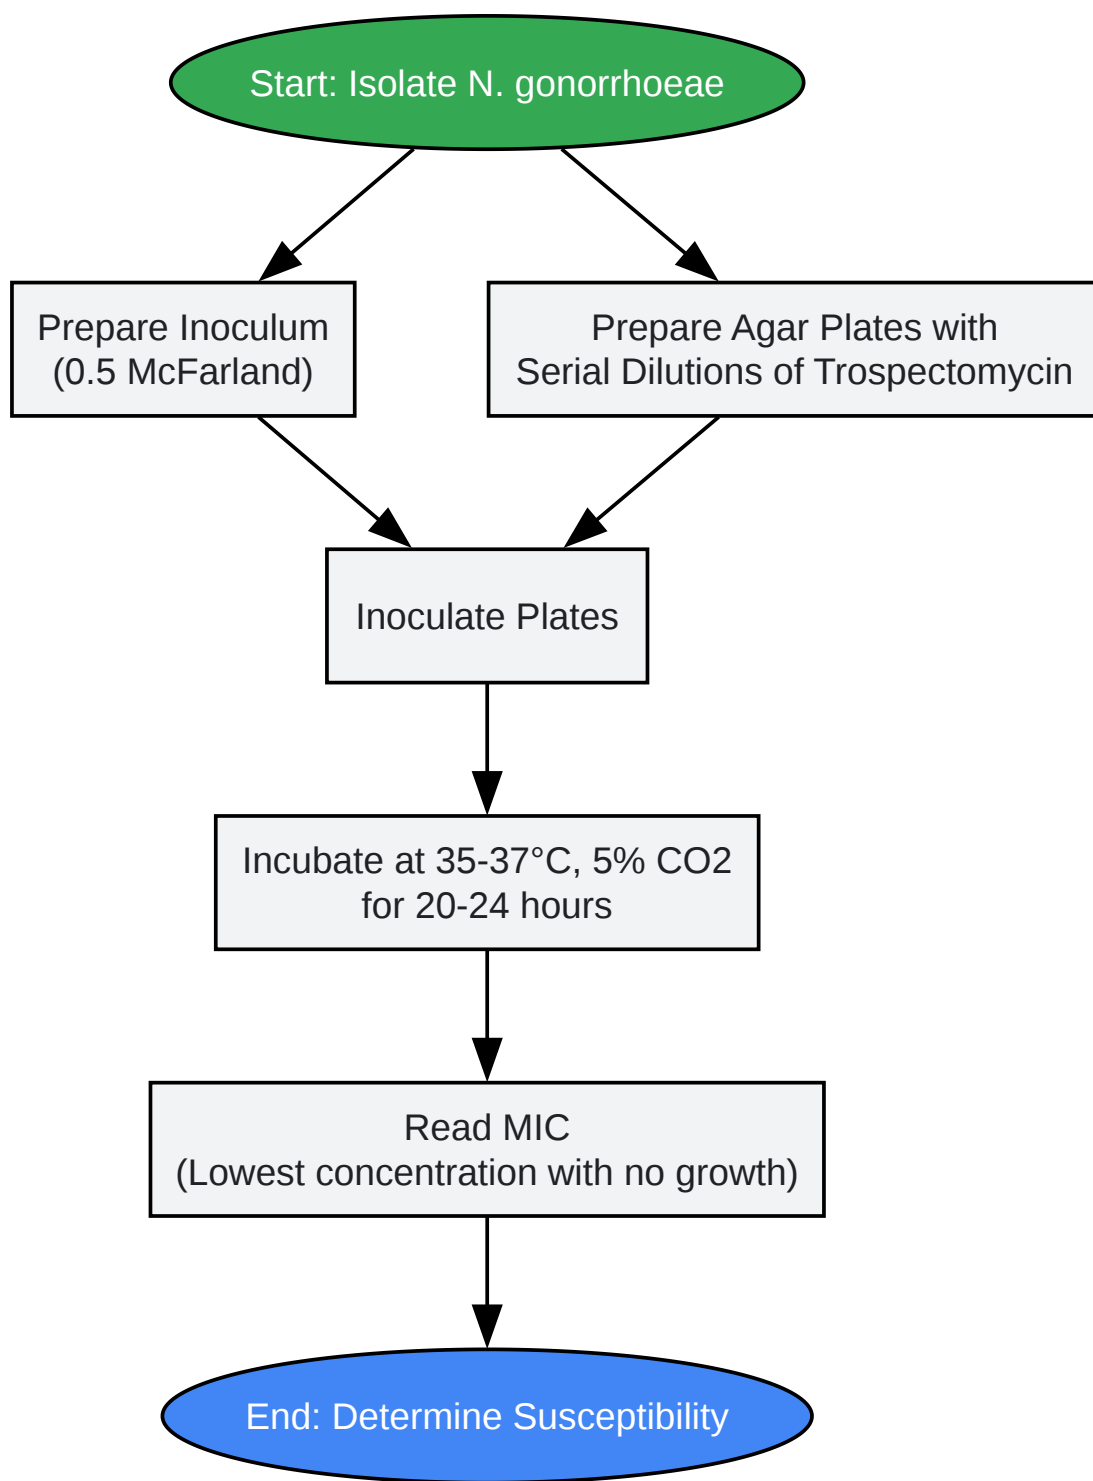 Start: Isolate N. gonorrhoeae
Prepare Inoculum
(0.5 McFarland)
Prepare Agar Plates with
Serial Dilutions of Trospectomycin
Inoculate Plates
Incubate at 35-37°C, 5% CO2
for 20-24 hours
Read MIC
(Lowest concentration with no growth)
End: Determine Susceptibility